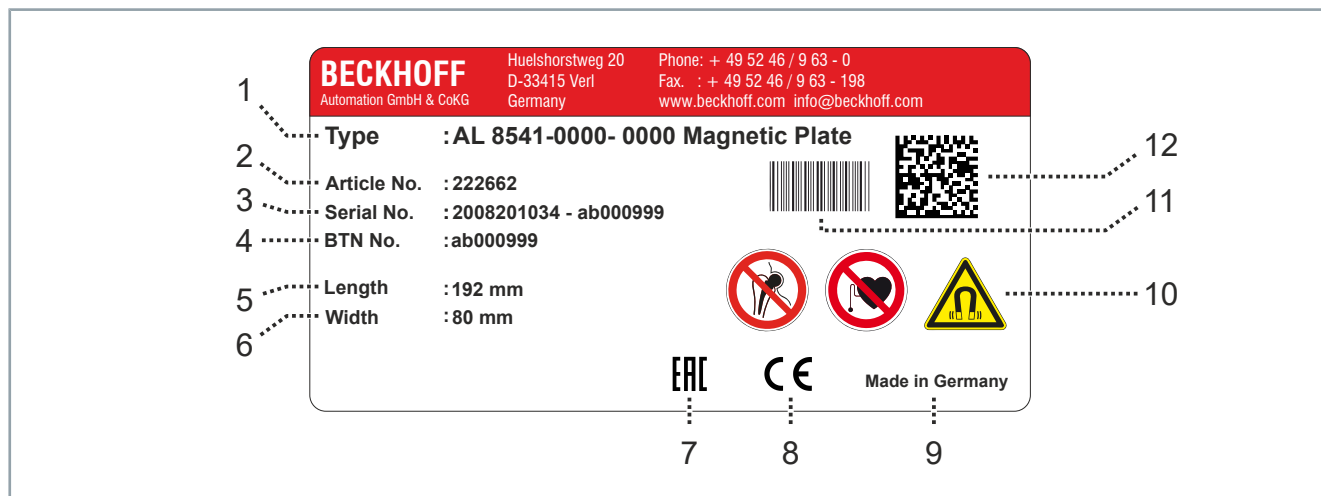 BECKHOFF
Automation GmbH & CoKG
Huelshorstweg 20
D-33415 Verl
Germany
Phone: + 49 52 46 / 9 63 - 0
Fax. : + 49 52 46 / 9 63 - 198
www.beckhoff.com info@beckhoff.com
1
Type :AL 8541-0000- 0000 Magnetic Plate
2
Article No. :222662
3
Serial No. :2008201034 - ab000999
4
BTN No. :ab000999
5
Length :192 mm
6
Width :80 mm
12
11
10
EAC
CE
Made in Germany
7
8
9